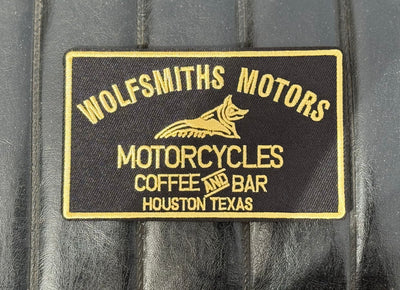 WOLFSMITHS MOTORS
MOTORCYCLES
COFFEE AND BAR
HOUSTON TEXAS